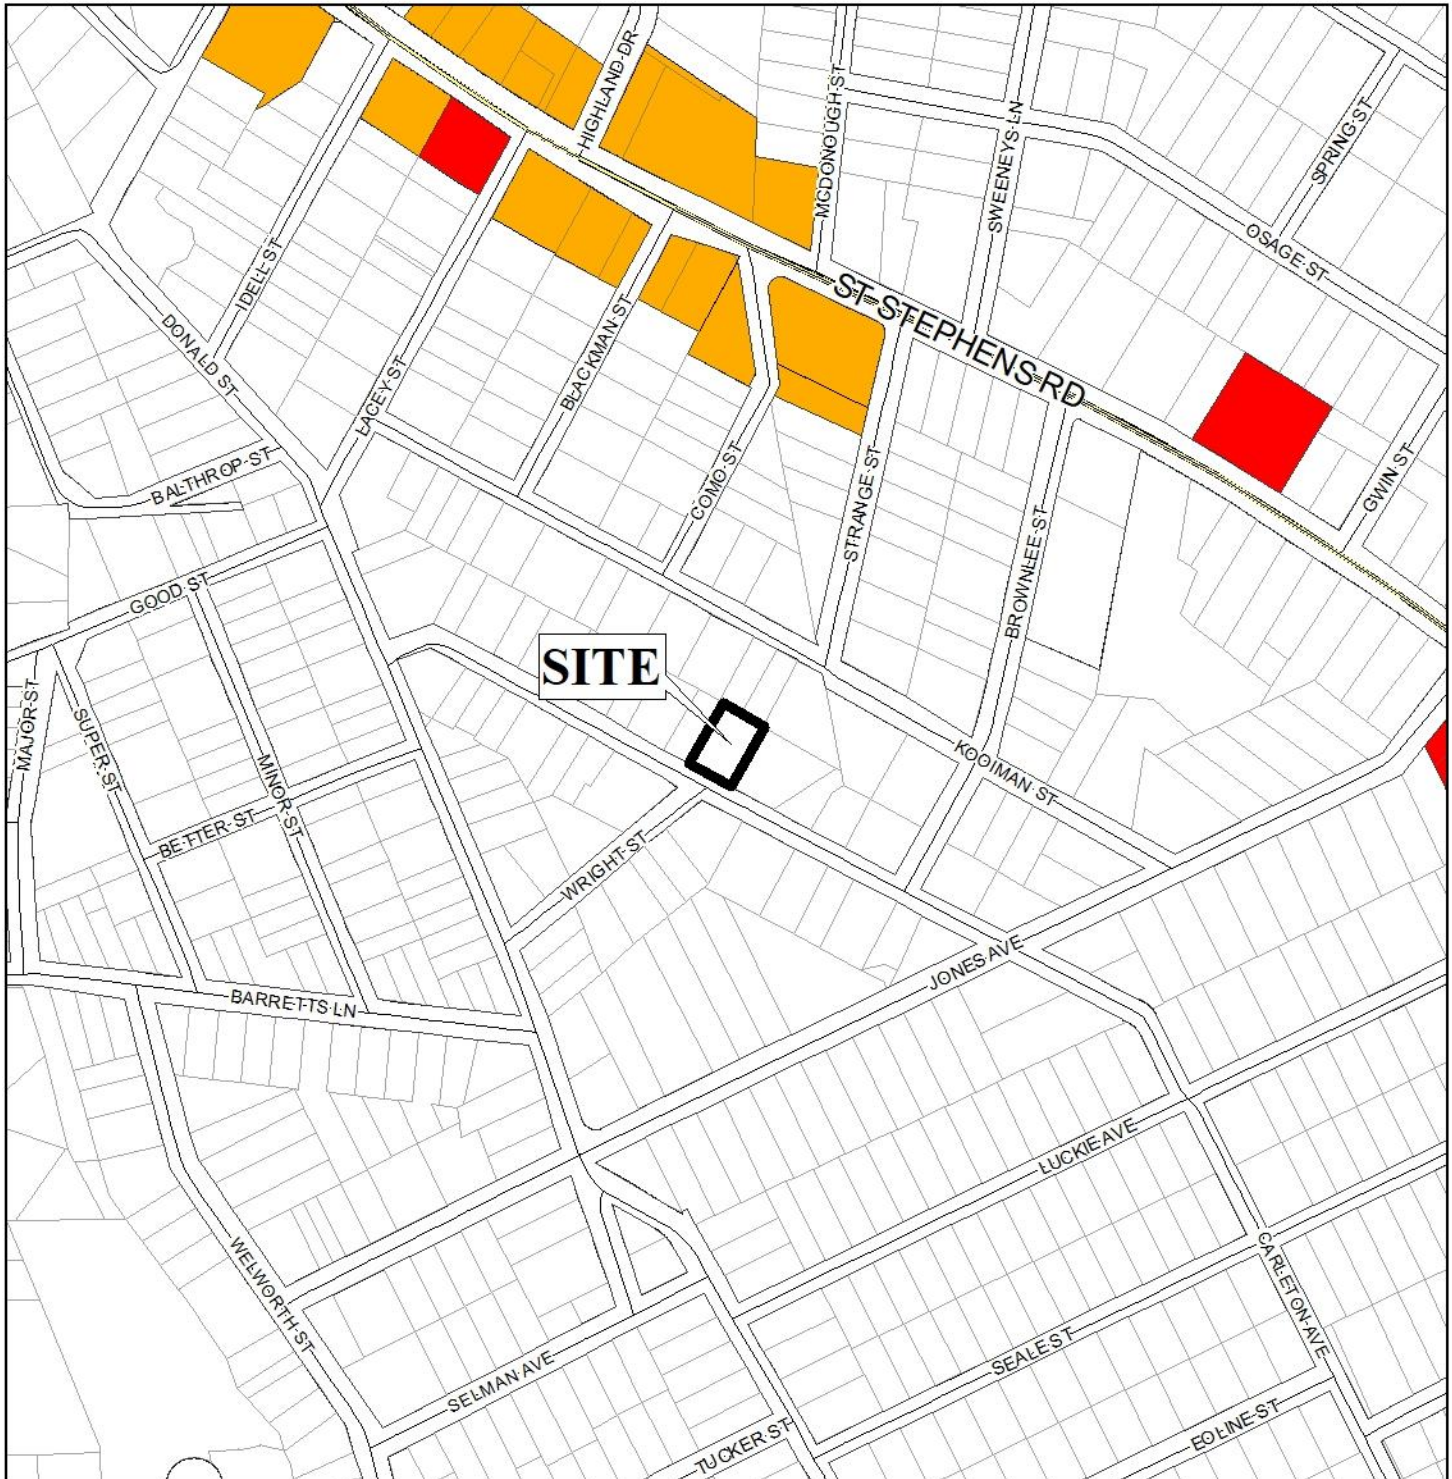 HIGHLAND DR
MCDONOUGH ST
SWEENEYS LN
SPRING ST
OSAGE ST
IDELL ST
DONALD ST
ST STEPHENS RD
BLACKMAN ST
LACEY ST
COMO ST
STRANGE ST
GWIN ST
BALTHROP ST
BROWNLEE ST
GOOD ST
SITE
MAJOR ST
SUPER ST
MINOR ST
KOOIMAN ST
BETTER ST
WRIGHT ST
JONES AVE
BARRETTS LN
LUCKIE AVE
WELWORTH ST
CARLETON AVE
SEALE ST
SELMAN AVE
EOLINE ST
TUCKER ST